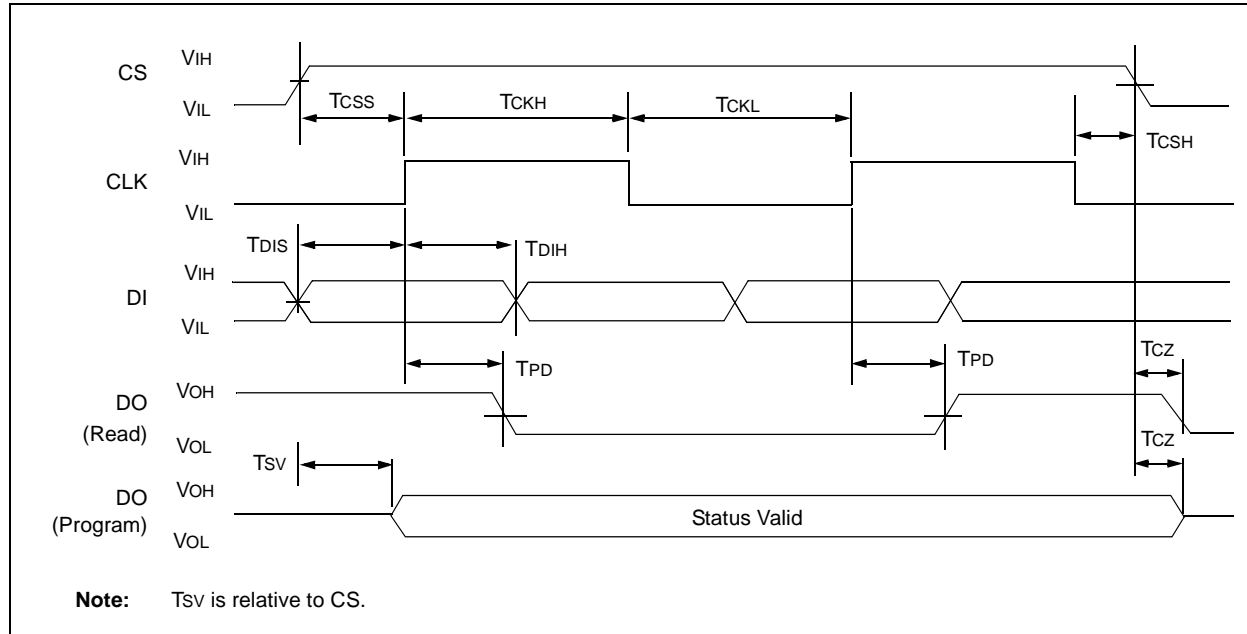 CS
VIH
VIL
TCSS
TCKH
TCKL
TCSH
CLK
VIH
VIL
TDIS
TDIH
DI
VIH
VIL
TPD
TPD
TCZ
DO
(Read)
VOH
VOL
TSV
TCZ
DO
(Program)
VOH
VOL
Status Valid
Note: TSV is relative to CS.